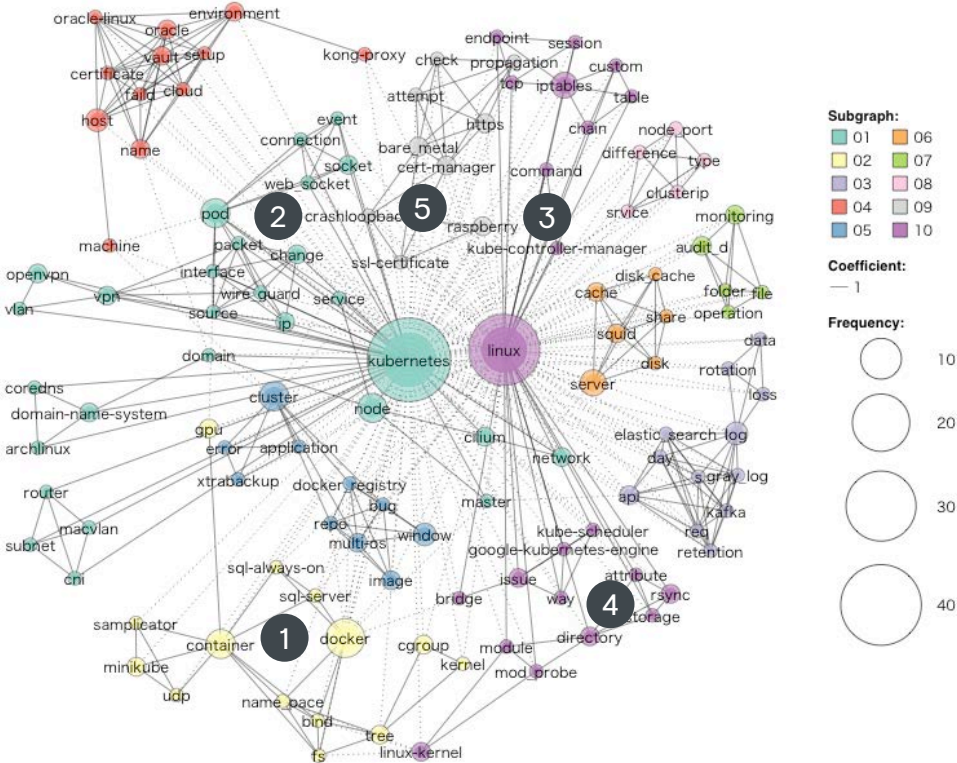 oracle-linux
environment
oracle
vault
setup
certificate
faild
cloud
host
name
kong-proxy
machine
endpoint
session
check
propagation
tcp
iptables
custom
table
attempt
chain
https
bare_metal
cert-manager
command
event
connection
socket
web_socket
node_port
difference
type
clusterip
srvice
pod
2
5
3
raspberry
kube-controller-manager
ssl-certificate
packet
change
interface
wire_guard
service
source
ip
openvpn
vlan
vpn
monitoring
audit_d
folder
file
operation
disk_cache
cache
share
squid
disk
server
data
rotation
loss
kubernetes
linux
domain
coredns
domain-name-system
archlinux
cluster
node
gpu
error
application
xtrabackup
cilium
network
elastic_search
log
day
gray_log
api
kafka
req
retention
router
macvlan
subnet
cni
docker_registry
bug
repo
multi-os
window
image
master
kube-scheduler
google-kubernetes-engine
issue
way
bridge
attribute
rsync
4
storage
directory
sql-always-on
sql-server
samplicator
container
1
docker
cgroup
module
minikube
kernel
mod_probe
udp
name_pace
bind
tree
fs
linux-kernel
Subgraph:
01
06
02
07
03
08
04
09
05
10
Coefficient:
1
Frequency:
10
20
30
40